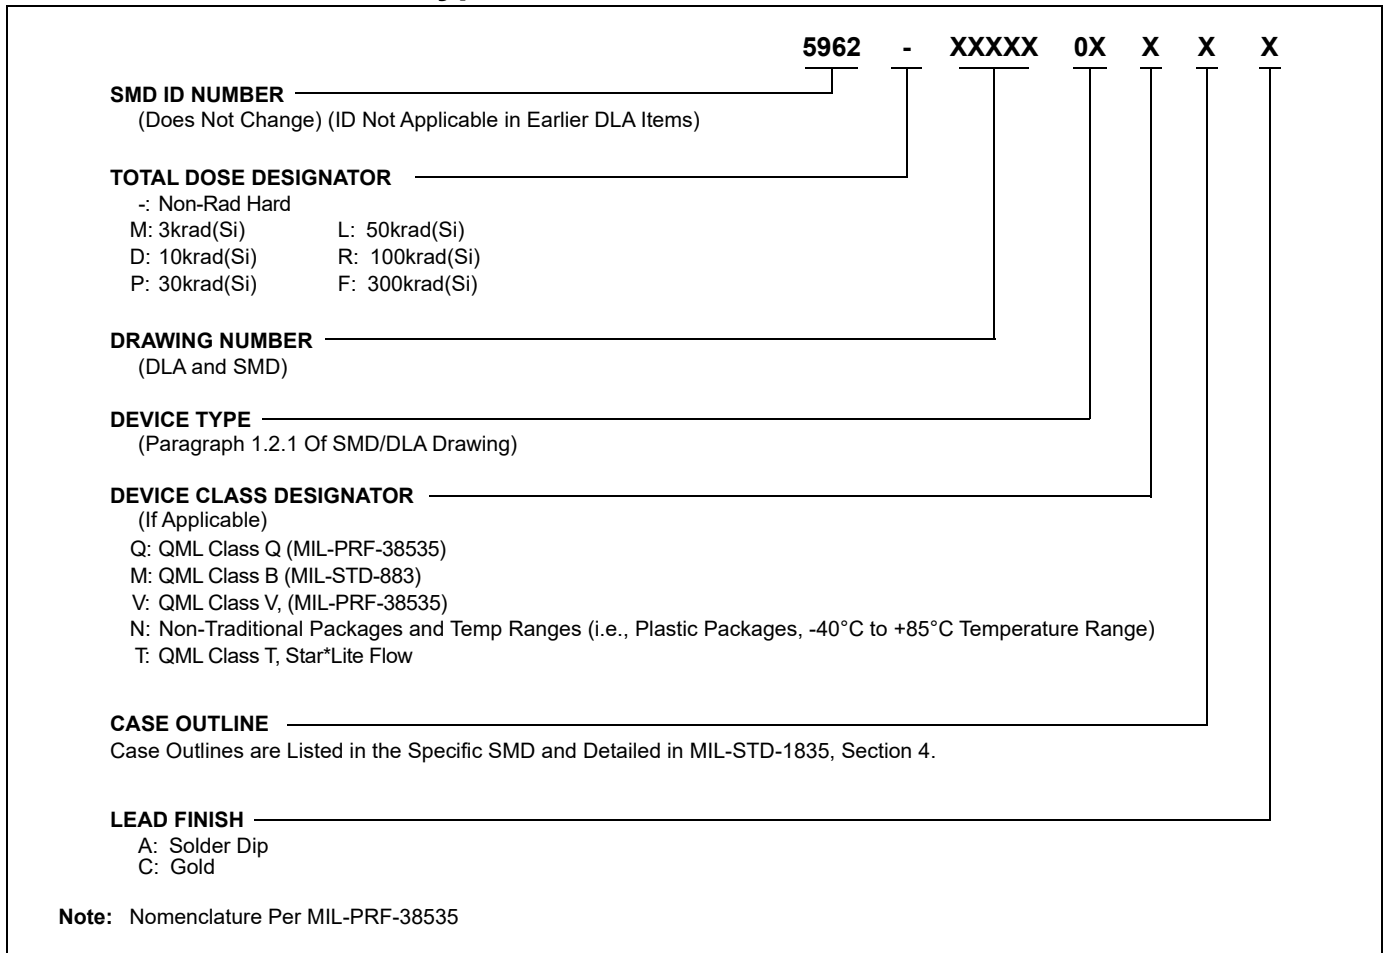 5962 - XXXXX 0X X X X
SMD ID NUMBER
(Does Not Change) (ID Not Applicable in Earlier DLA Items)
TOTAL DOSE DESIGNATOR
-: Non-Rad Hard
M: 3krad(Si) L: 50krad(Si)
D: 10krad(Si) R: 100krad(Si)
P: 30krad(Si) F: 300krad(Si)
DRAWING NUMBER
(DLA and SMD)
DEVICE TYPE
(Paragraph 1.2.1 Of SMD/DLA Drawing)
DEVICE CLASS DESIGNATOR
(If Applicable)
Q: QML Class Q (MIL-PRF-38535)
M: QML Class B (MIL-STD-883)
V: QML Class V, (MIL-PRF-38535)
N: Non-Traditional Packages and Temp Ranges (i.e., Plastic Packages, -40°C to +85°C Temperature Range)
T: QML Class T, Star*Lite Flow
CASE OUTLINE
Case Outlines are Listed in the Specific SMD and Detailed in MIL-STD-1835, Section 4.
LEAD FINISH
A: Solder Dip
C: Gold
Note: Nomenclature Per MIL-PRF-38535